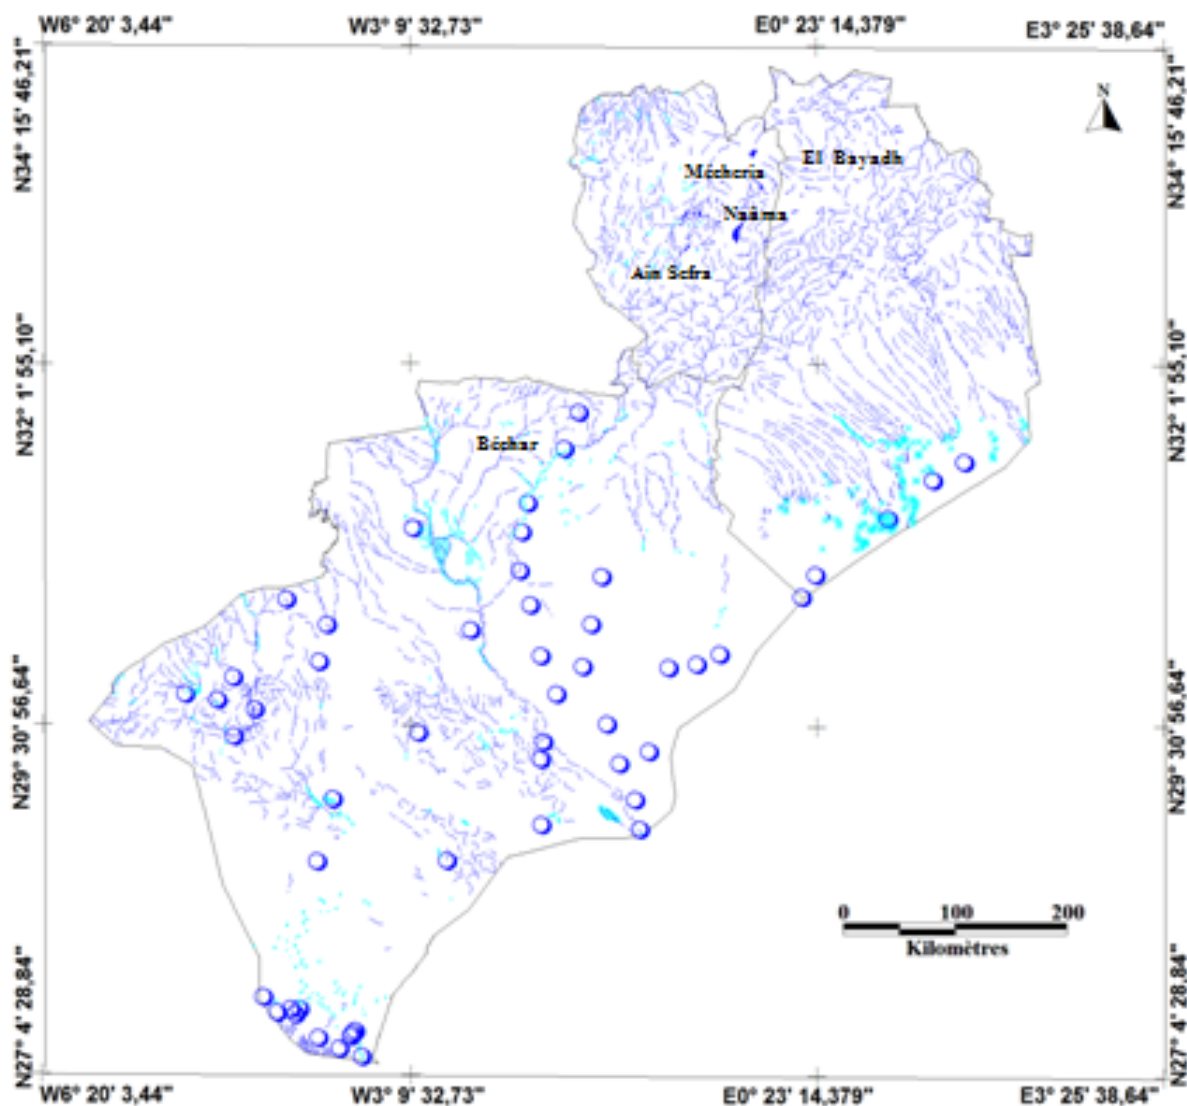 W6° 20' 3,44" W3° 9' 32,73" E0° 23' 14,379" E3° 25' 38,64"
N34° 15' 46,21"
N34° 15' 46,21"
N
El Bayadh
Mécheria
Naâma
Ain Sefra
N32° 1' 55,10"
N32° 1' 55,10"
Béchar
N29° 30' 56,64"
N29° 30' 56,64"
0 100 200
Kilomètres
N27° 4' 28,84"
N27° 4' 28,84"
W6° 20' 3,44" W3° 9' 32,73" E0° 23' 14,379" E3° 25' 38,64"